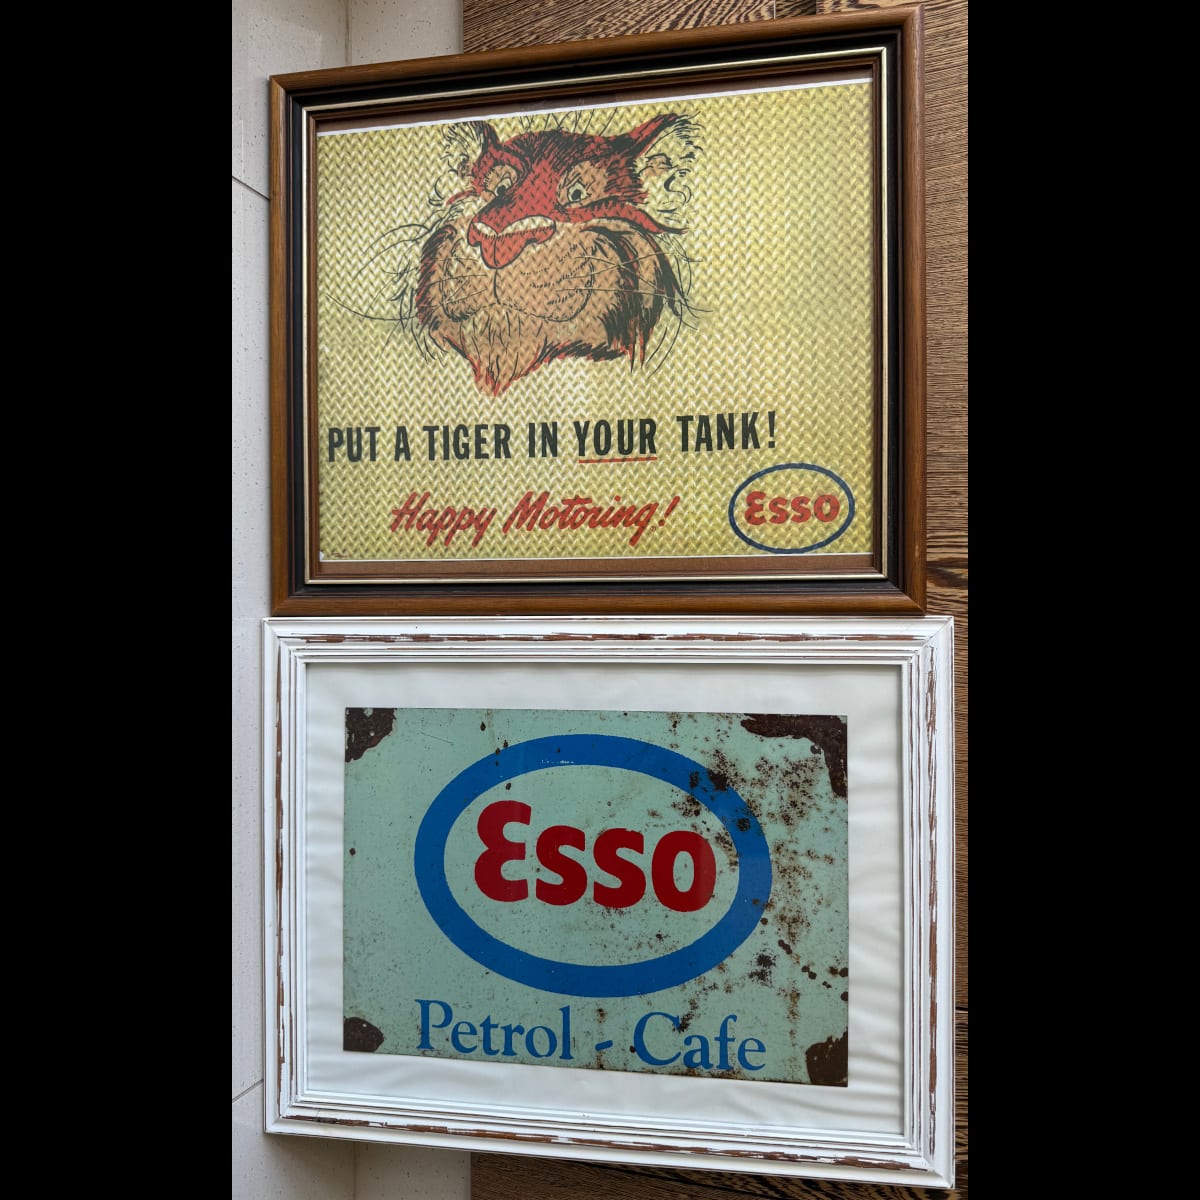 PUT A TIGER IN YOUR TANK!
Happy Motoring!
Esso
Esso
Petrol - Cafe